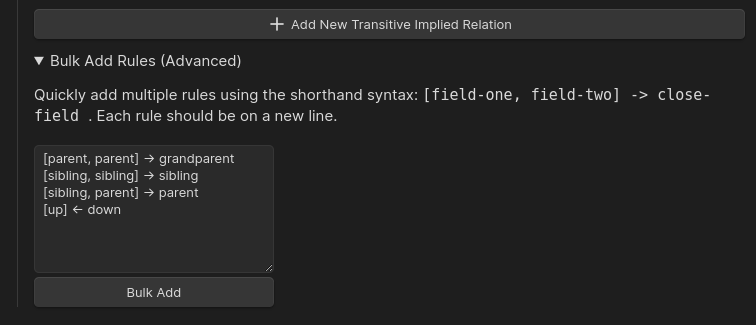 Add New Transitive Implied Relation
▼ Bulk Add Rules (Advanced)
Quickly add multiple rules using the shorthand syntax: [field-one, field-two] -> close-
field . Each rule should be on a new line.
[parent, parent] → grandparent
[sibling, sibling] → sibling
[sibling, parent] → parent
[up] ← down
Bulk Add